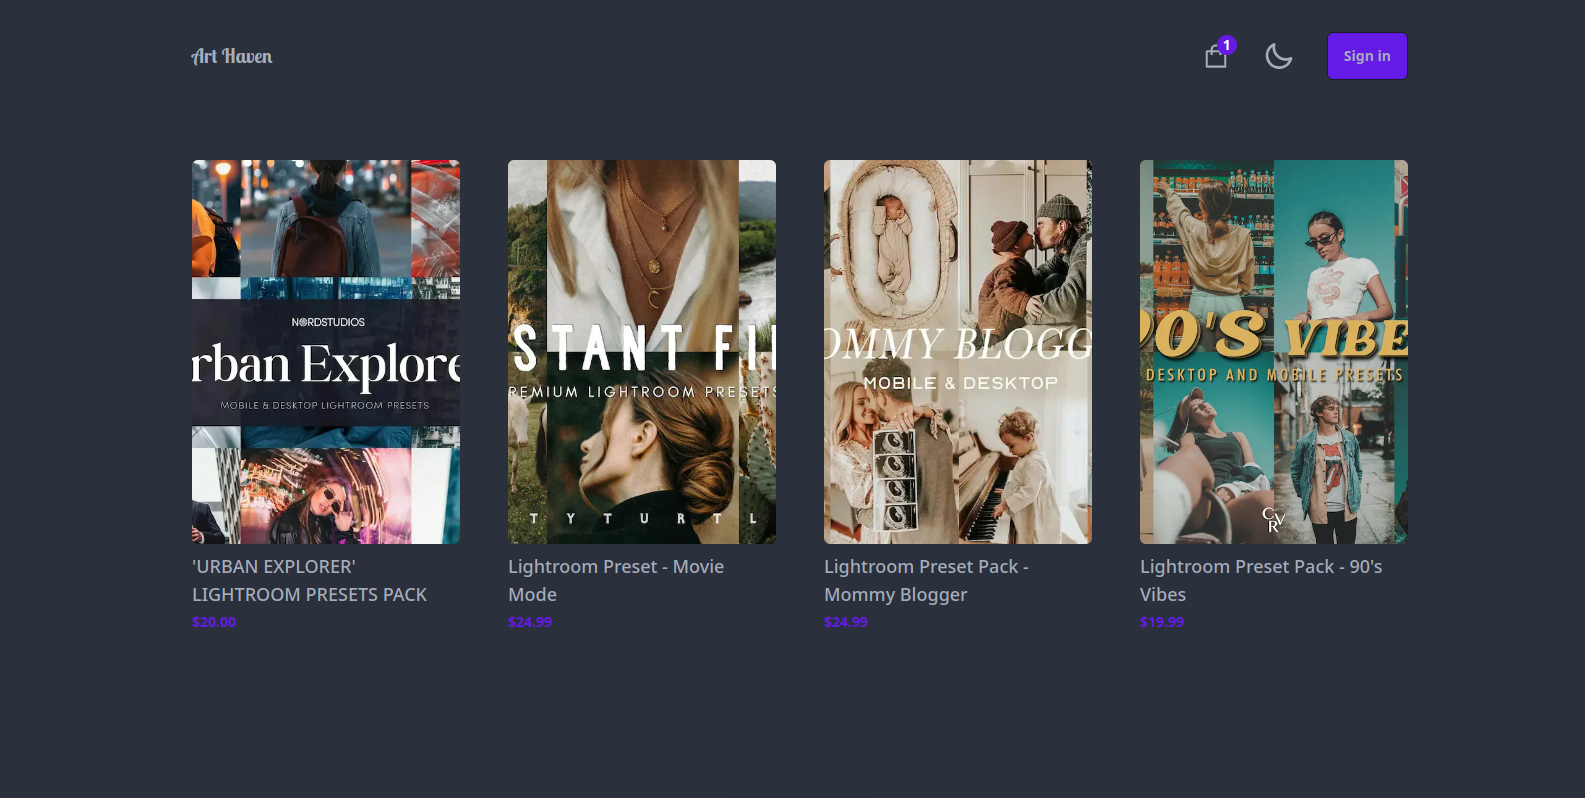 Art Haven
1
Sign in
NORDSTUDIOS
rban Explore
MOBILE & DESKTOP LIGHTROOM PRESETS
STANT FI
REMIUM LIGHTROOM PRESETS
T Y T U R T L
OMMY BLOGG
MOBILE & DESKTOP
90'S VIBE
DESKTOP AND MOBILE PRESETS
CRV
'URBAN EXPLORER'
LIGHTROOM PRESETS PACK
$20.00
Lightroom Preset - Movie
Mode
$24.99
Lightroom Preset Pack -
Mommy Blogger
$24.99
Lightroom Preset Pack - 90's
Vibes
$19.99